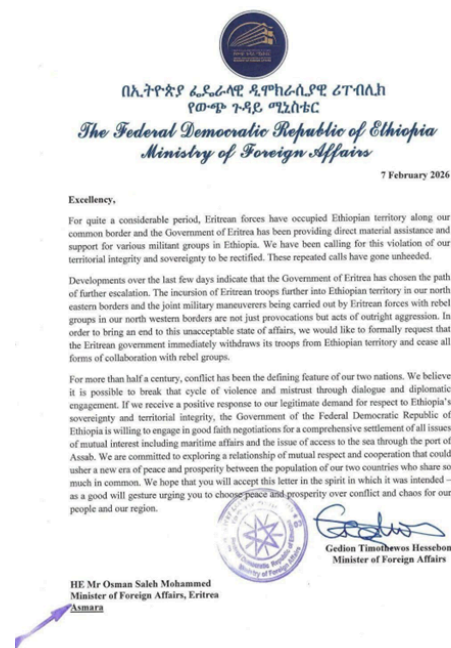 በኢትዮጵያ ፌዴራላዊ ዲሞክራሲያዊ ሪፐብሊክ
የውጭ ጉዳይ ሚኒስቴር
The Federal Democratic Republic of Ethiopia
Ministry of Foreign Affairs
7 February 2026
Excellency,
For quite a considerable period, Eritrean forces have occupied Ethiopian territory along our
common border and the Government of Eritrea has been providing direct material assistance and
support for various militant groups in Ethiopia. We have been calling for this violation of our
territorial integrity and sovereignty to be rectified. These repeated calls have gone unheeded.
Developments over the last few days indicate that the Government of Eritrea has chosen the path
of further escalation. The incursion of Eritrean troops further into Ethiopian territory in our north
eastern borders and the joint military maneuverers being carried out by Eritrean forces with rebel
groups in our north western borders are not just provocations but acts of outright aggression. In
order to bring an end to this unacceptable state of affairs, we would like to formally request that
the Eritrean government immediately withdraws its troops from Ethiopian territory and cease all
forms of collaboration with rebel groups.
For more than half a century, conflict has been the defining feature of our two nations. We believe
it is possible to break that cycle of violence and mistrust through dialogue and diplomatic
engagement. If we receive a positive response to our legitimate demand for respect to Ethiopia's
sovereignty and territorial integrity, the Government of the Federal Democratic Republic of
Ethiopia is willing to engage in good faith negotiations for a comprehensive settlement of all issues
of mutual interest including maritime affairs and the issue of access to the sea through the port of
Assab. We are committed to exploring a relationship of mutual respect and cooperation that could
usher a new era of peace and prosperity between the population of our two countries who share so
much in common. We hope that you will accept this letter in the spirit in which it was intended –
as a good will gesture urging you to choose peace and prosperity over conflict and chaos for our
people and our region.
Gedion Timothewos Hessebon
Minister of Foreign Affairs
HE Mr Osman Saleh Mohammed
Minister of Foreign Affairs, Eritrea
Asmara